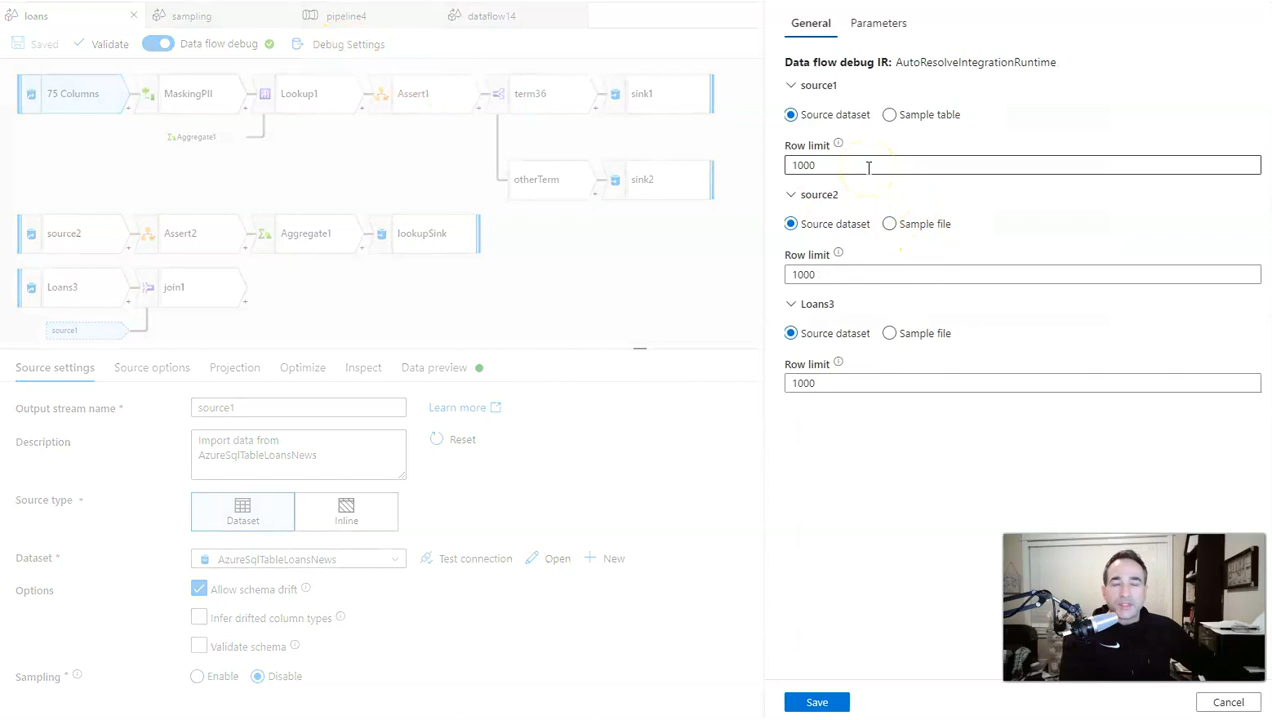 loans
sampling
pipeline4
dataflow14
Saved
Validate
Data flow debug
Debug Settings
75 Columns
MaskingPII
Lookup1
Assert1
term36
sink1
Aggregate1
otherTerm
sink2
source2
Assert2
Aggregate1
lookupSink
Loans3
join1
source1
Source settings
Source options
Projection
Optimize
Inspect
Data preview
Output stream name *
source1
Learn more
Description
Import data from
AzureSqlTableLoansNews
Reset
Source type *
Dataset
Inline
Dataset *
AzureSqlTableLoansNews
Test connection
Open
New
Options
Allow schema drift
Infer drifted column types
Validate schema
Sampling *
Enable
Disable
General
Parameters
Data flow debug IR: AutoResolveIntegrationRuntime
source1
Source dataset
Sample table
Row limit
1000
source2
Source dataset
Sample file
Row limit
1000
Loans3
Source dataset
Sample file
Row limit
1000
Save
Cancel